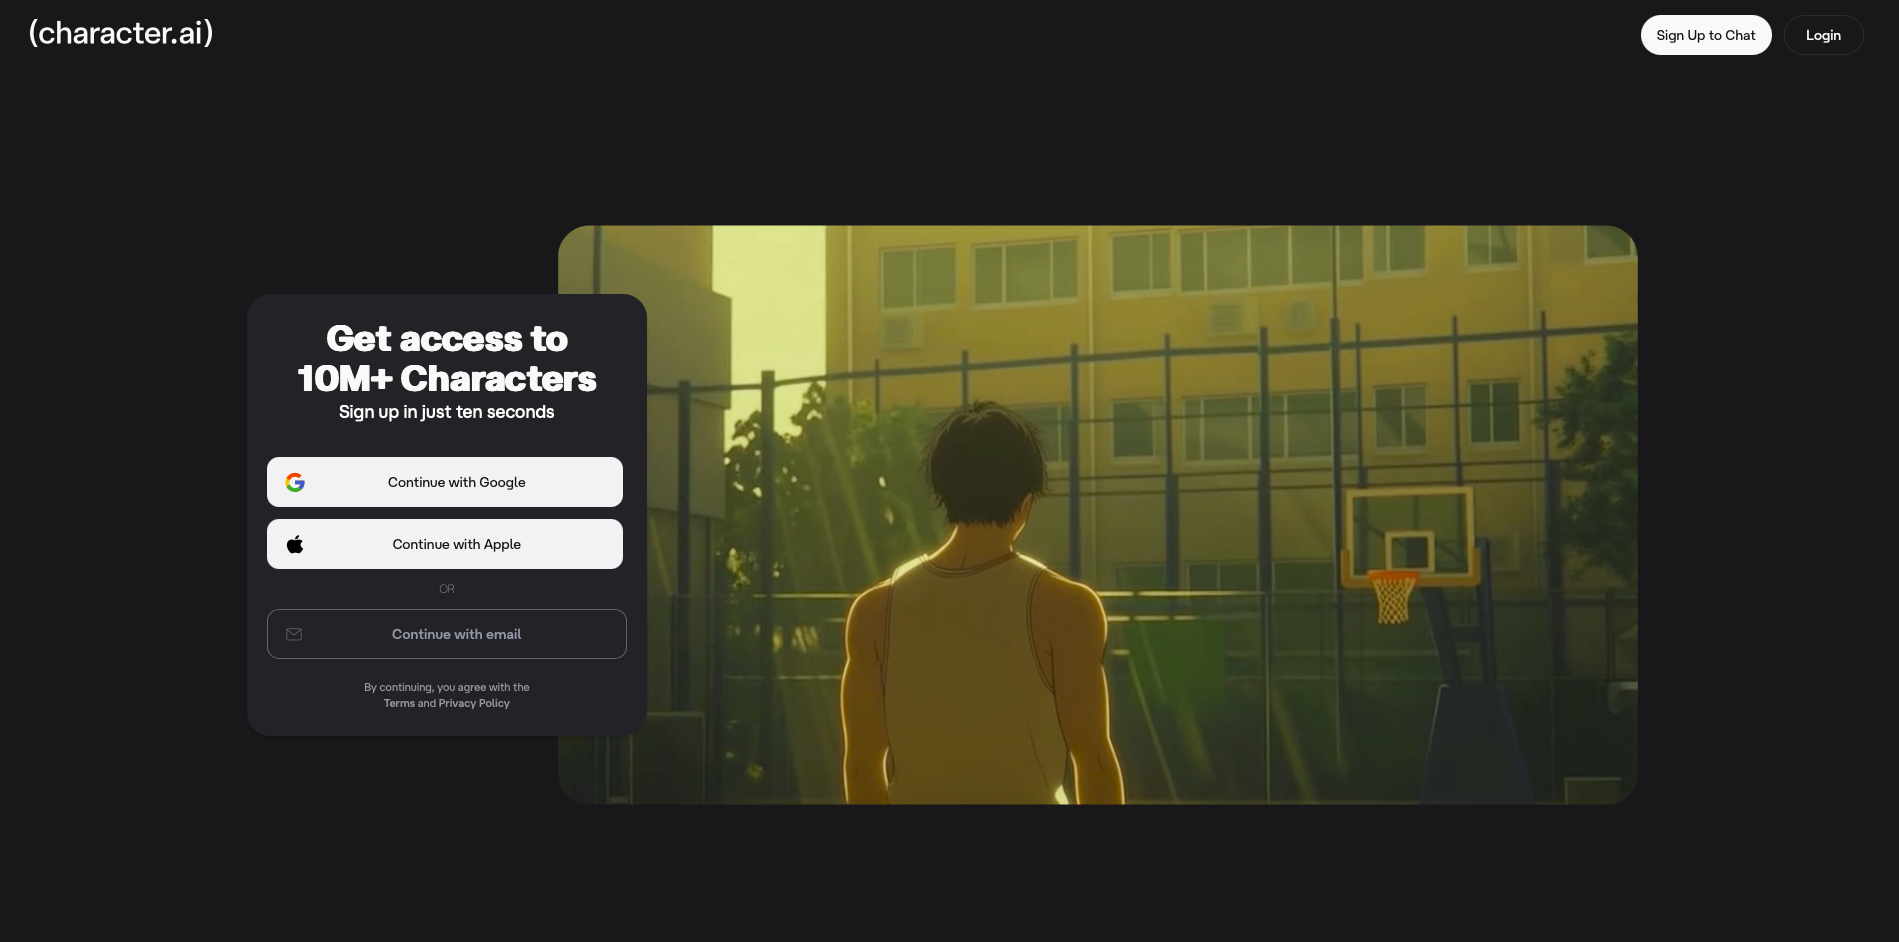 (character.ai)
Sign Up to Chat
Login
Get access to
10M+ Characters
Sign up in just ten seconds
Continue with Google
Continue with Apple
OR
Continue with email
By continuing, you agree with the
Terms and Privacy Policy